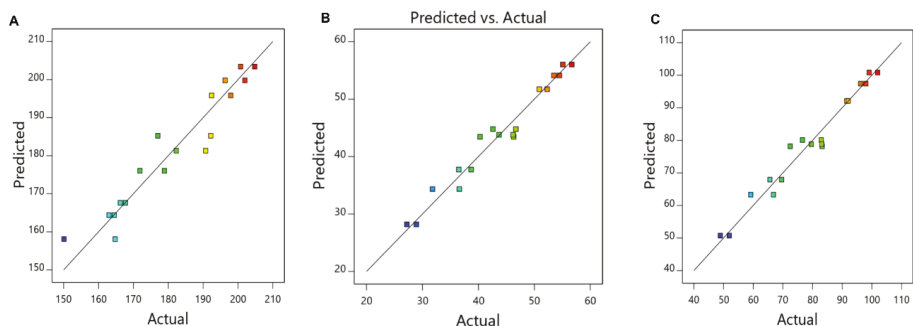 Predicted vs. Actual
A
210
200
190
180
170
160
150
150 160 170 180 190 200 210
Predicted
Actual
B
60
50
40
30
20
20 30 40 50 60
Predicted
Actual
C
110
100
90
80
70
60
50
40
40 50 60 70 80 90 100 110
Predicted
Actual